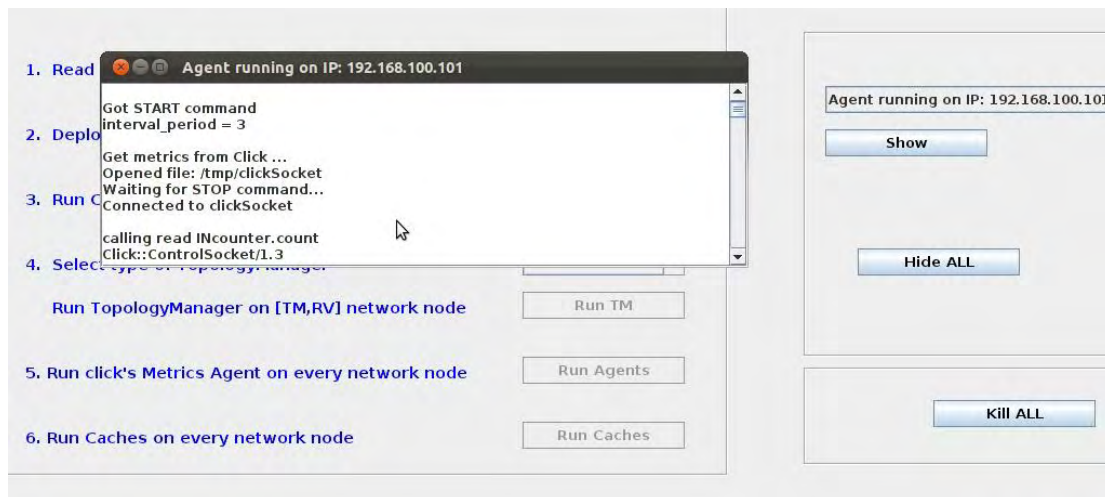 1. Read
Agent running on IP: 192.168.100.101
Got START command
interval_period = 3
Get metrics from Click ...
Opened file: /tmp/clickSocket
Waiting for STOP command...
Connected to clickSocket
calling read INcounter.count
Click::ControlSocket/1.3
2. Deplo
3. Run C
4. Select type of TopologyManager
Run TopologyManager on [TM,RV] network node
Run TM
5. Run click's Metrics Agent on every network node
Run Agents
6. Run Caches on every network node
Run Caches
Agent running on IP: 192.168.100.101
Show
Hide ALL
Kill ALL